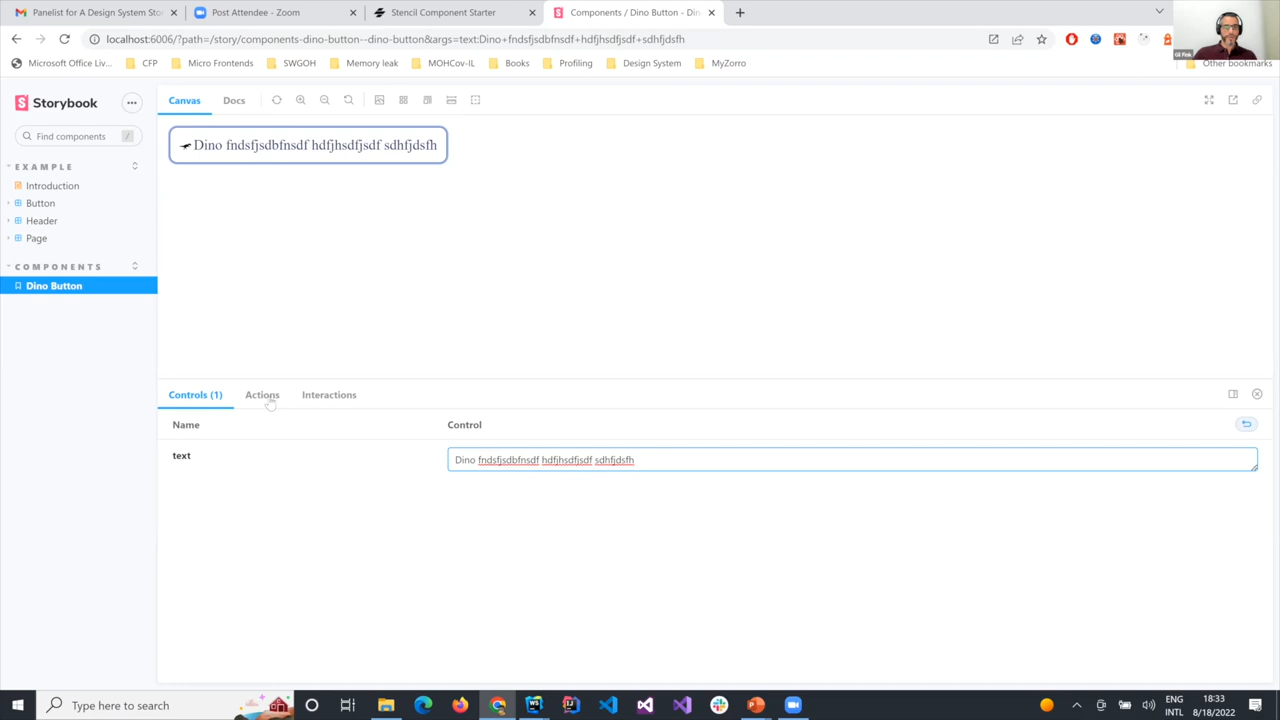 Panelist for A Design System Sto
Post Attendee - Zoom
Stencil Component Starter
Components / Dino Button - Din
localhost:6006/?path=/story/components-dino-button--dino-button&args=text:Dino+fndsfjsdbfnsdf+hdfjhsdfjsdf+sdhfjdsfh
Gil Fink
Microsoft Office Liv...
CFP
Micro Frontends
SWGOH
Memory leak
MOHCov-IL
Books
Profiling
Design System
MyZorro
Other bookmarks
Storybook
Canvas
Docs
Find components
/
Dino fndsfjsdbfnsdf hdfjhsdfjsdf sdhfjdsfh
EXAMPLE
Introduction
Button
Header
Page
COMPONENTS
Dino Button
Controls (1)
Actions
Interactions
Name
Control
text
Dino fndsfjsdbfnsdf hdfjhsdfjsdf sdhfjdsfh
Type here to search
ENG
INTL
18:33
8/18/2022